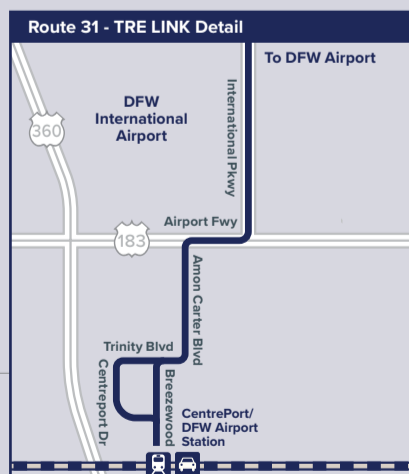 Route 31 - TRE LINK Detail
To DFW Airport
DFW
International
Airport
International Pkwy
360
Airport Fwy
183
Amon Carter Blvd
Trinity Blvd
Centreport Dr
Breezewood
CentrePort/
DFW Airport
Station